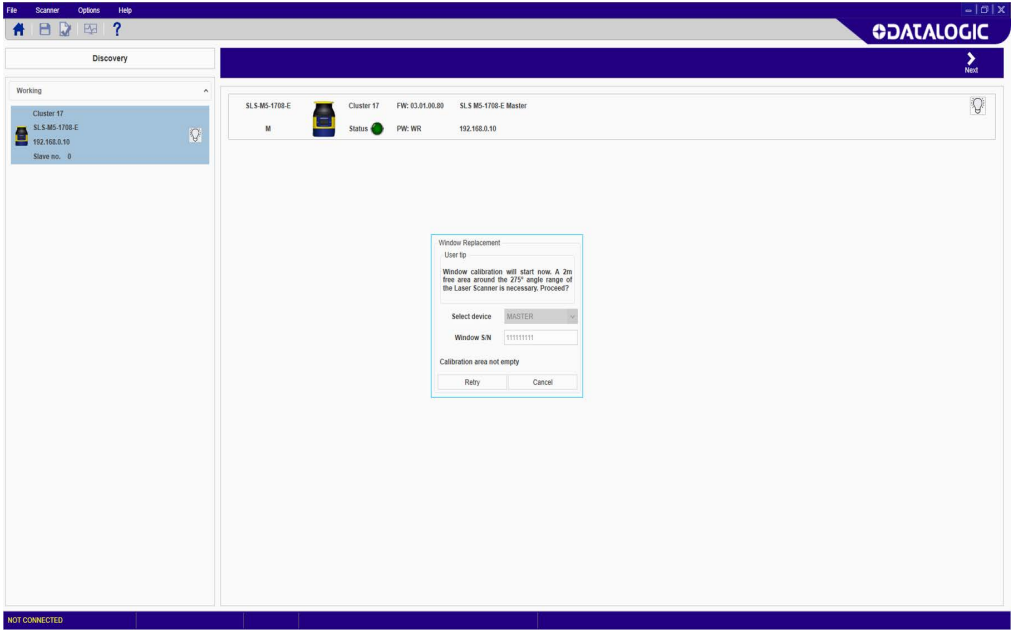 File Scanner Options Help
DATALOGIC
Discovery
Next
Working
Cluster 17
SLS-M5-1708-E
192.168.0.10
Slave no. 0
SLS-M5-1708-E Cluster 17 FW: 03.01.00.80 SLS M5-1708-E Master
M Status PW: WR 192.168.0.10
Window Replacement
User tip
Window calibration will start now. A 2m
free area around the 275° angle range of
the Laser Scanner is necessary. Proceed?
Select device MASTER
Window S/N 111111111
Calibration area not empty
Retry Cancel
NOT CONNECTED